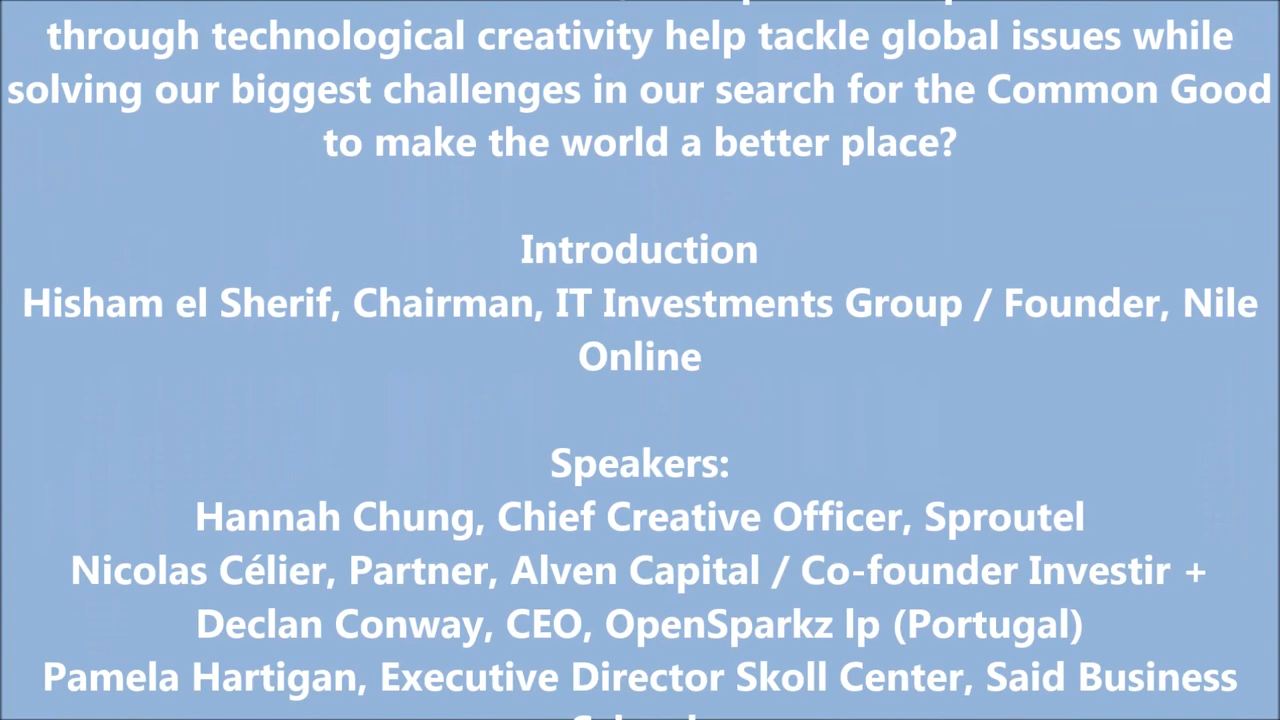 through technological creativity help tackle global issues while
solving our biggest challenges in our search for the Common Good
to make the world a better place?
Introduction
Hisham el Sherif, Chairman, IT Investments Group / Founder, Nile
Online
Speakers:
Hannah Chung, Chief Creative Officer, Sproutel
Nicolas Célier, Partner, Alven Capital / Co-founder Investir +
Declan Conway, CEO, OpenSparkz lp (Portugal)
Pamela Hartigan, Executive Director Skoll Center, Said Business